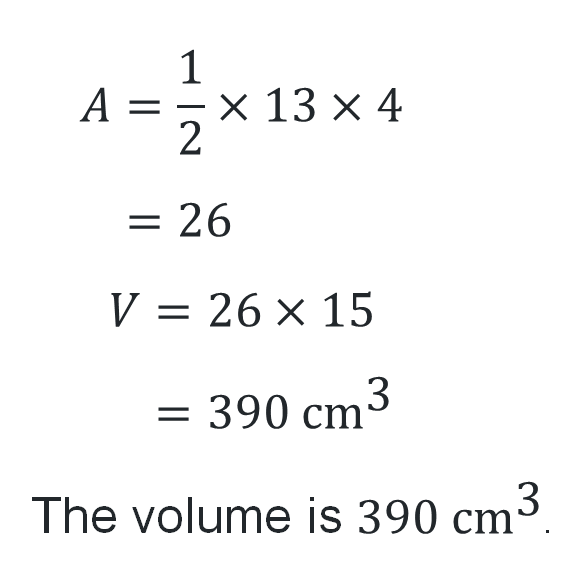 A = 1/2 × 13 × 4
= 26
V = 26 × 15
= 390 cm³
The volume is 390 cm³.